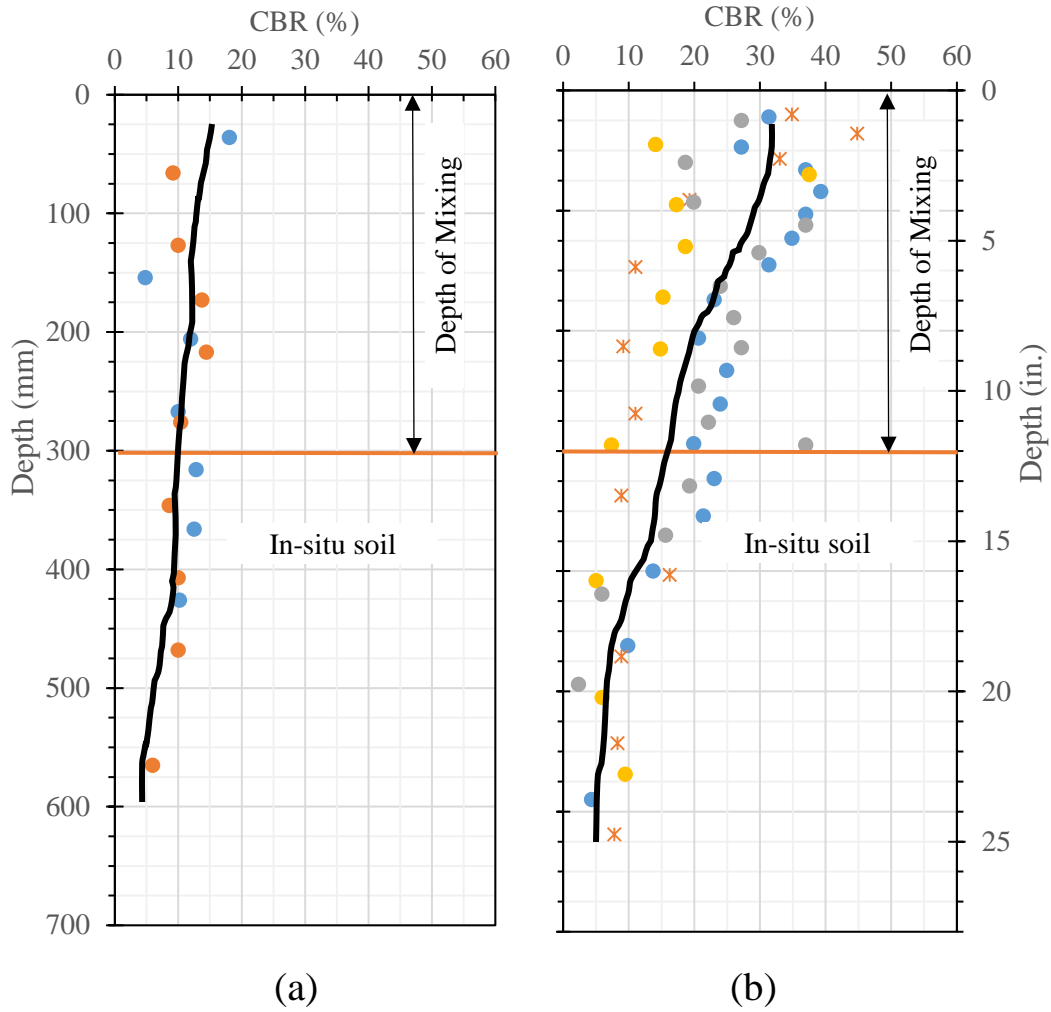 CBR (%)
0 10 20 30 40 50 60
0
100
200
300
400
500
600
700
Depth (mm)
Depth of Mixing
In-situ soil
(a)
CBR (%)
0 10 20 30 40 50 60
0
5
10
15
20
25
Depth (in.)
Depth of Mixing
In-situ soil
(b)